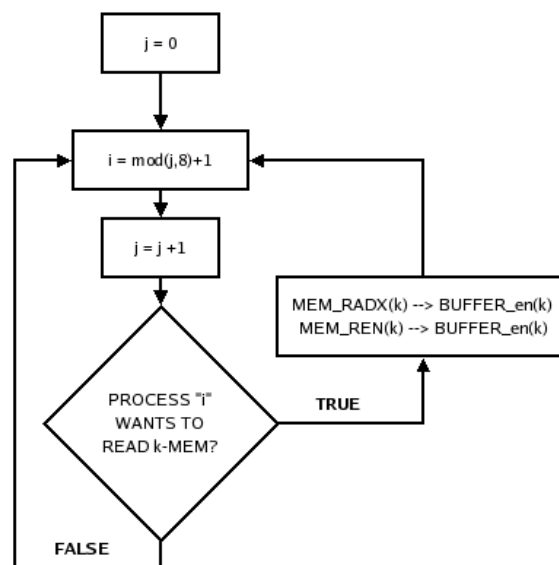 j = 0
i = mod(j,8)+1
j = j +1
MEM_RADX(k) --> BUFFER_en(k)
MEM_REN(k) --> BUFFER_en(k)
PROCESS "i"
WANTS TO
READ k-MEM?
TRUE
FALSE